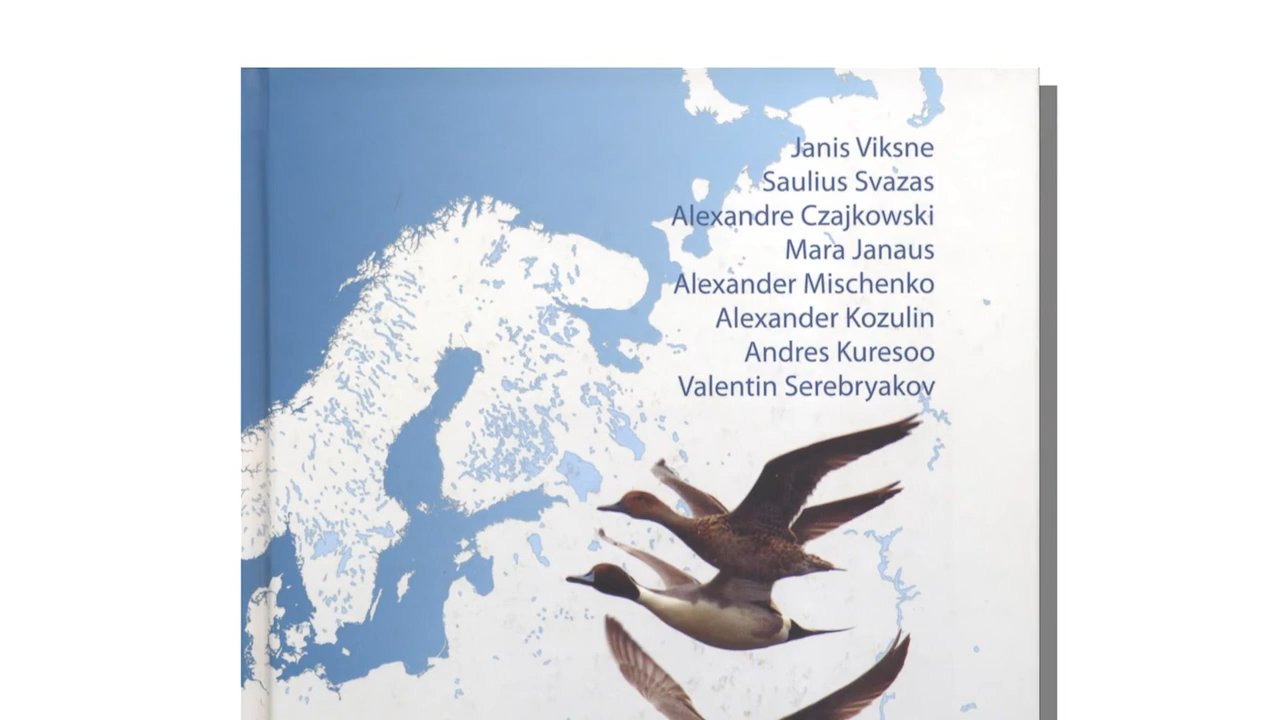 Janis Viksne
Saulius Svazas
Alexandre Czajkowski
Mara Janaus
Alexander Mischenko
Alexander Kozulin
Andres Kuresoo
Valentin Serebryakov